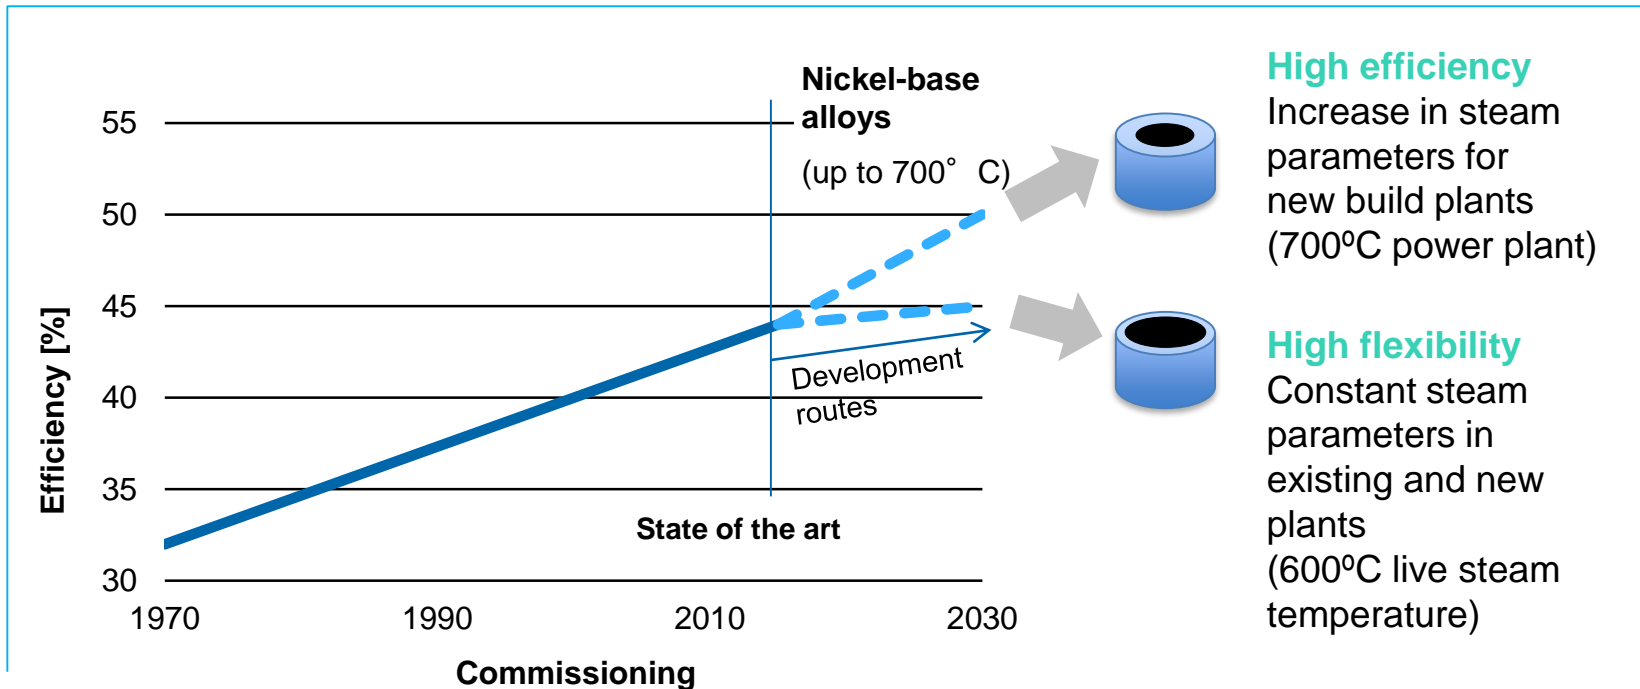 Nickel-base
alloys
(up to 700° C)
55
50
45
40
35
30
Efficiency [%]
1970
1990
2010
2030
Commissioning
State of the art
Development
routes
High efficiency
Increase in steam
parameters for
new build plants
(700ºC power plant)
High flexibility
Constant steam
parameters in
existing and new
plants
(600ºC live steam
temperature)